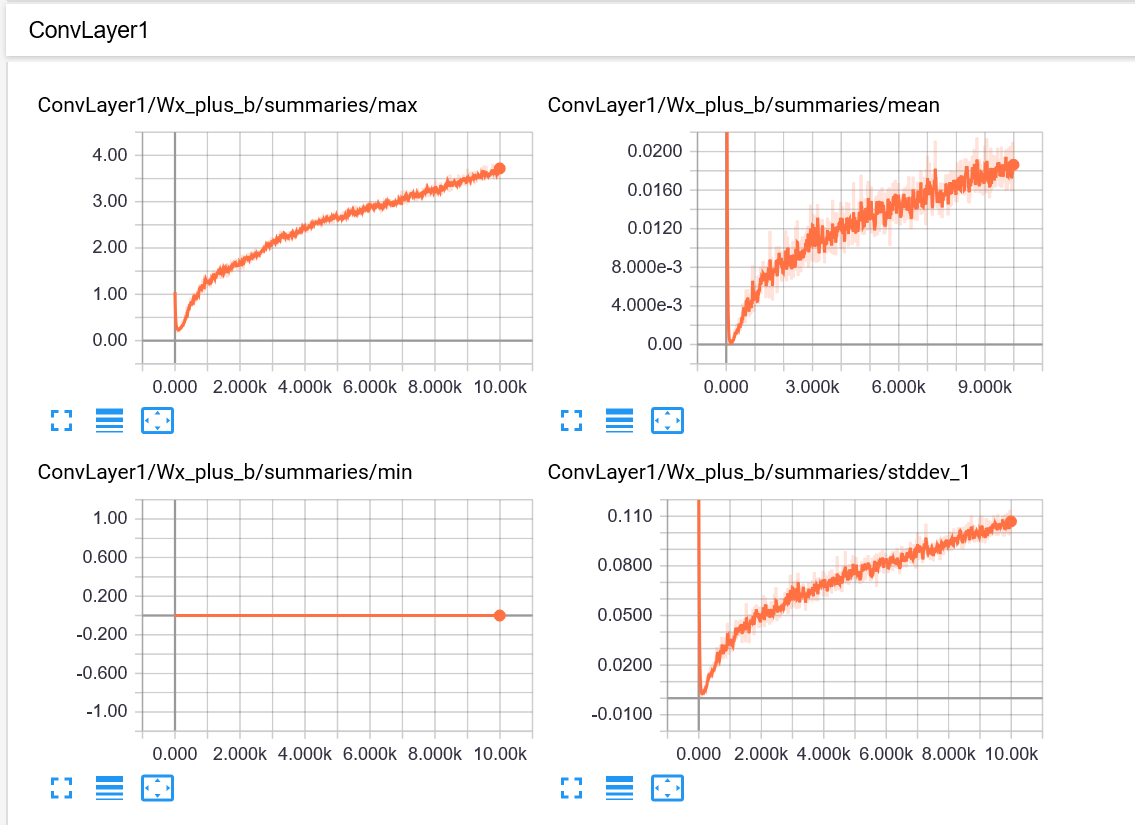 ConvLayer1
ConvLayer1/Wx_plus_b/summaries/max
4.00
3.00
2.00
1.00
0.00
0.000 2.000k 4.000k 6.000k 8.000k 10.00k
ConvLayer1/Wx_plus_b/summaries/mean
0.0200
0.0160
0.0120
8.000e-3
4.000e-3
0.00
0.000 3.000k 6.000k 9.000k
ConvLayer1/Wx_plus_b/summaries/min
1.00
0.600
0.200
-0.200
-0.600
-1.00
0.000 2.000k 4.000k 6.000k 8.000k 10.00k
ConvLayer1/Wx_plus_b/summaries/stddev_1
0.110
0.0800
0.0500
0.0200
-0.0100
0.000 2.000k 4.000k 6.000k 8.000k 10.00k